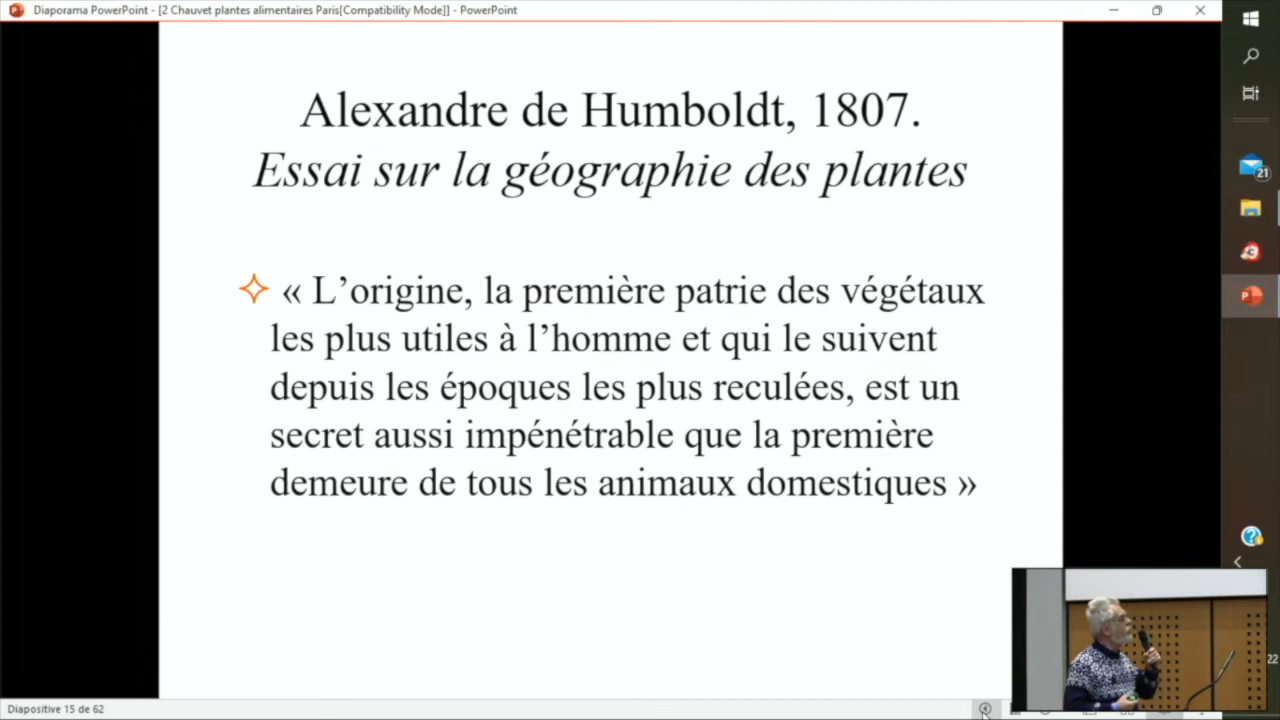 Diaporama PowerPoint - [2 Chauvet plantes alimentaires Paris[Compatibility Mode]] - PowerPoint
Alexandre de Humboldt, 1807.
Essai sur la géographie des plantes
« L’origine, la première patrie des végétaux
les plus utiles à l’homme et qui le suivent
depuis les époques les plus reculées, est un
secret aussi impénétrable que la première
demeure de tous les animaux domestiques »
21
22
Diapositive 15 de 62